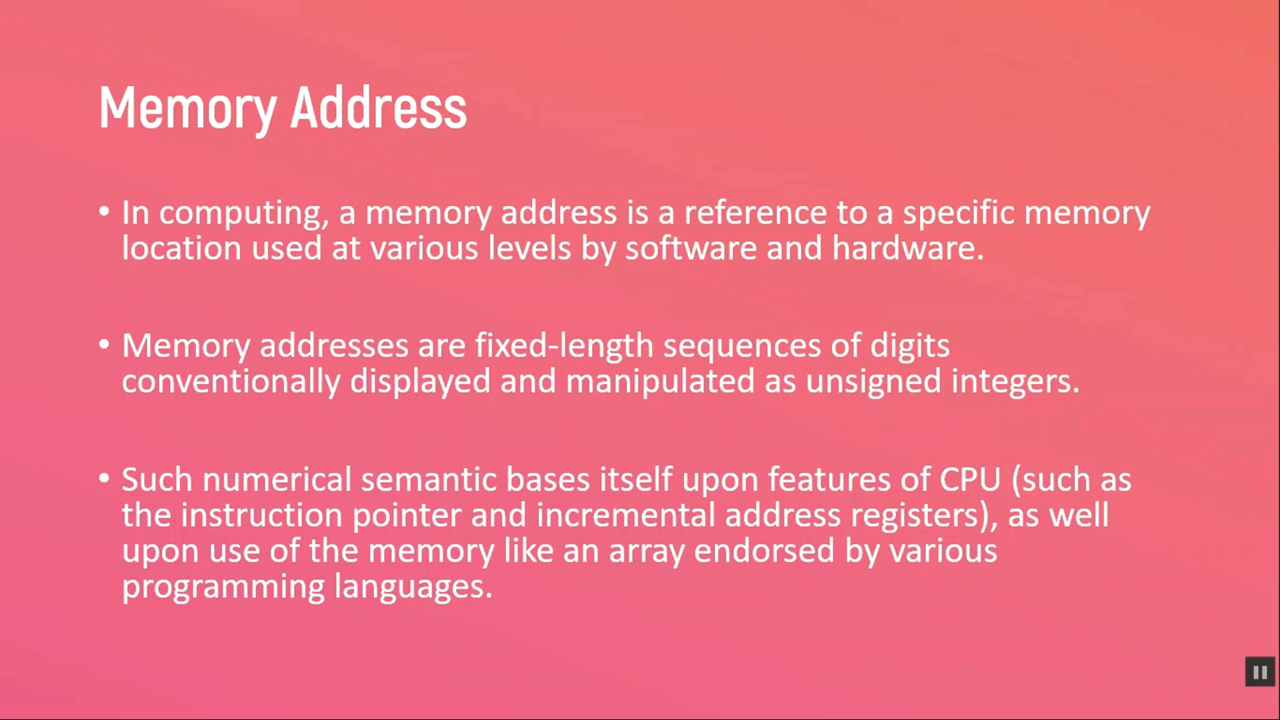 Memory Address
• In computing, a memory address is a reference to a specific memory
location used at various levels by software and hardware.
• Memory addresses are fixed-length sequences of digits
conventionally displayed and manipulated as unsigned integers.
• Such numerical semantic bases itself upon features of CPU (such as
the instruction pointer and incremental address registers), as well
upon use of the memory like an array endorsed by various
programming languages.